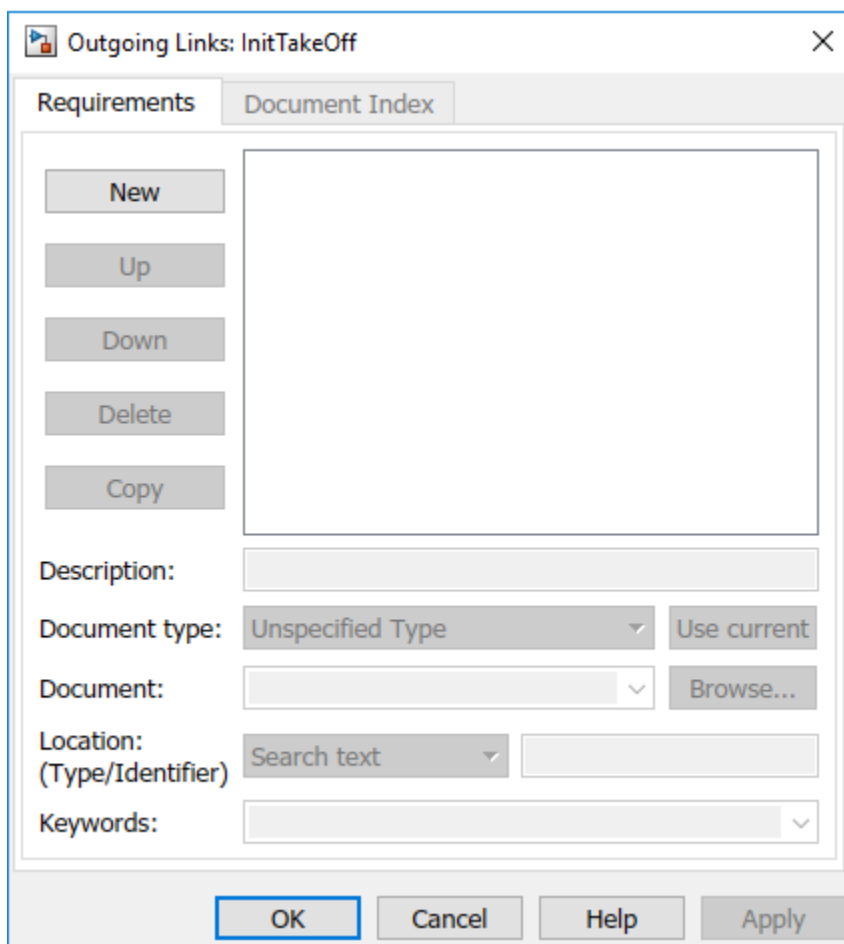 Outgoing Links: InitTakeOff
Requirements
Document Index
New
Up
Down
Delete
Copy
Description:
Document type:
Unspecified Type
Use current
Document:
Browse...
Location:
(Type/Identifier)
Search text
Keywords:
OK
Cancel
Help
Apply